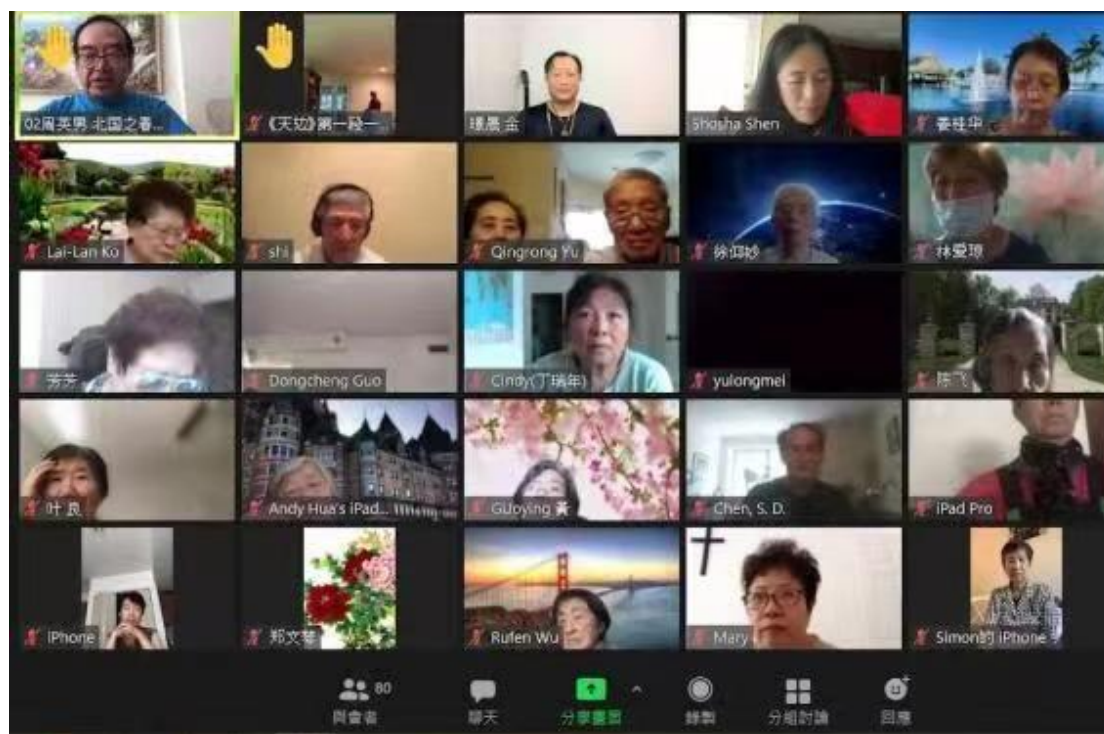 02周英男 北国之春...
《天边》第一段一...
璟晨 金
Shosha Shen
姜桂华
Lai-Lan Ko
shi
Qingrong Yu
徐仰妙
林爱琼
芳芳
Dongcheng Guo
Cindy(丁瑞年)
yulongmei
陈飞
叶良
Andy Hua's iPad...
Guoying 黃
Chen, S. D.
iPad Pro
iPhone
郑文琴
Rufen Wu
Mary
Simon的 iPhone
80
與會者
聊天
分享畫面
錄製
分組討論
回應